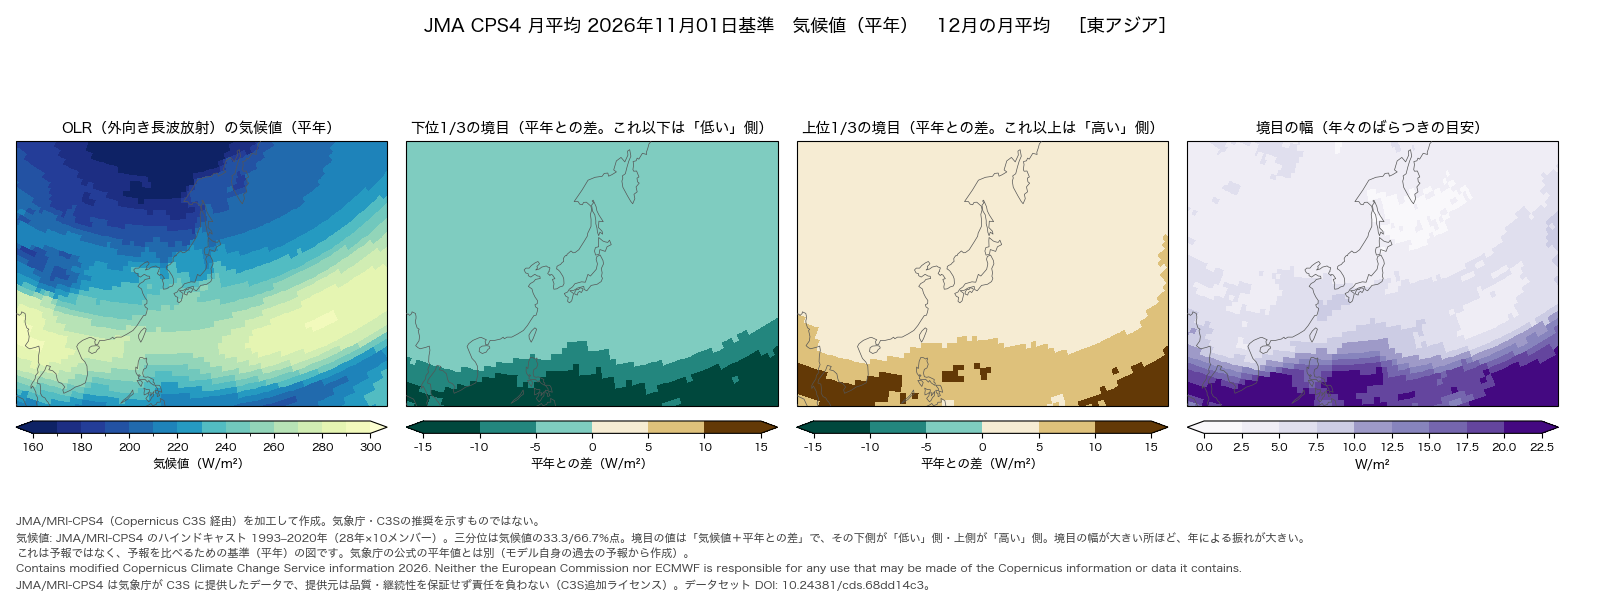 JMA CPS4 月平均 2026年11月01日基準　気候値（平年）　12月の月平均　［東アジア］
OLR（外向き長波放射）の気候値（平年）
下位1/3の境目（平年との差。これ以下は「低い」側）
上位1/3の境目（平年との差。これ以上は「高い」側）
境目の幅（年々のばらつきの目安）
160 180 200 220 240 260 280 300
-15 -10 -5 0 5 10 15
-15 -10 -5 0 5 10 15
0.0 2.5 5.0 7.5 10.0 12.5 15.0 17.5 20.0 22.5
気候値（W/m²）
平年との差（W/m²）
平年との差（W/m²）
W/m²
JMA/MRI-CPS4（Copernicus C3S 経由）を加工して作成。気象庁・C3Sの推奨を示すものではない。
気候値: JMA/MRI-CPS4 のハインドキャスト 1993–2020年（28年×10メンバー）。三分位は気候値の33.3/66.7%点。境目の値は「気候値＋平年との差」で、その下側が「低い」側・上側が「高い」側。境目の幅が大きい所ほど、年による振れが大きい。
これは予報ではなく、予報を比べるための基準（平年）の図です。気象庁の公式の平年値とは別（モデル自身の過去の予報から作成）。
Contains modified Copernicus Climate Change Service information 2026. Neither the European Commission nor ECMWF is responsible for any use that may be made of the Copernicus information or data it contains.
JMA/MRI-CPS4 は気象庁が C3S に提供したデータで、提供元は品質・継続性を保証せず責任を負わない（C3S追加ライセンス）。データセット DOI: 10.24381/cds.68dd14c3。